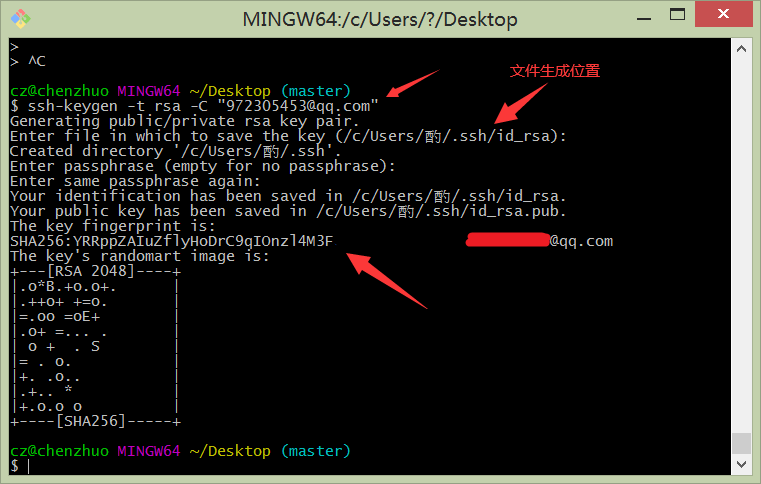 MINGW64:/c/Users/?/Desktop
>
> ^C
文件生成位置
cz@chenzhuo MINGW64 ~/Desktop (master)
$ ssh-keygen -t rsa -C "972305453@qq.com"
Generating public/private rsa key pair.
Enter file in which to save the key (/c/Users/酌/.ssh/id_rsa):
Created directory '/c/Users/酌/.ssh'.
Enter passphrase (empty for no passphrase):
Enter same passphrase again:
Your identification has been saved in /c/Users/酌/.ssh/id_rsa.
Your public key has been saved in /c/Users/酌/.ssh/id_rsa.pub.
The key fingerprint is:
SHA256:YRRppZAIuZflyHoDrC9qIOnzl4M3F @qq.com
The key's randomart image is:
+---[RSA 2048]----+
|.o*B.+o.o+.      |
|.++o+ +=o.       |
|=.oo =oE+        |
|.o+ =... .       |
| o +  . S        |
|= . o.           |
|+. .o..          |
|.+.. *           |
|+.o.o o          |
+----[SHA256]-----+
cz@chenzhuo MINGW64 ~/Desktop (master)
$